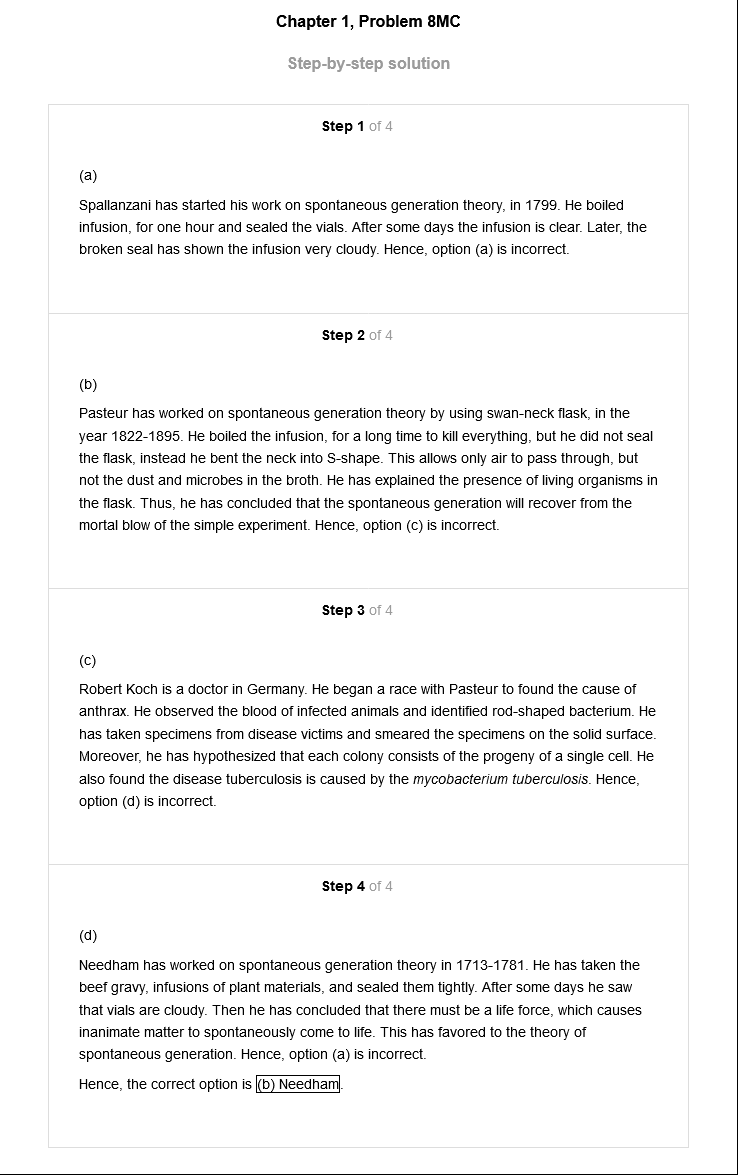 Chapter 1, Problem 8MC
Step-by-step solution
Step 1 of 4
(a)
Spallanzani has started his work on spontaneous generation theory, in 1799. He boiled
infusion, for one hour and sealed the vials. After some days the infusion is clear. Later, the
broken seal has shown the infusion very cloudy. Hence, option (a) is incorrect.
Step 2 of 4
(b)
Pasteur has worked on spontaneous generation theory by using swan-neck flask, in the
year 1822-1895. He boiled the infusion, for a long time to kill everything, but he did not seal
the flask, instead he bent the neck into S-shape. This allows only air to pass through, but
not the dust and microbes in the broth. He has explained the presence of living organisms in
the flask. Thus, he has concluded that the spontaneous generation will recover from the
mortal blow of the simple experiment. Hence, option (c) is incorrect.
Step 3 of 4
(c)
Robert Koch is a doctor in Germany. He began a race with Pasteur to found the cause of
anthrax. He observed the blood of infected animals and identified rod-shaped bacterium. He
has taken specimens from disease victims and smeared the specimens on the solid surface.
Moreover, he has hypothesized that each colony consists of the progeny of a single cell. He
also found the disease tuberculosis is caused by the mycobacterium tuberculosis. Hence,
option (d) is incorrect.
Step 4 of 4
(d)
Needham has worked on spontaneous generation theory in 1713-1781. He has taken the
beef gravy, infusions of plant materials, and sealed them tightly. After some days he saw
that vials are cloudy. Then he has concluded that there must be a life force, which causes
inanimate matter to spontaneously come to life. This has favored to the theory of
spontaneous generation. Hence, option (a) is incorrect.
Hence, the correct option is (b) Needham.